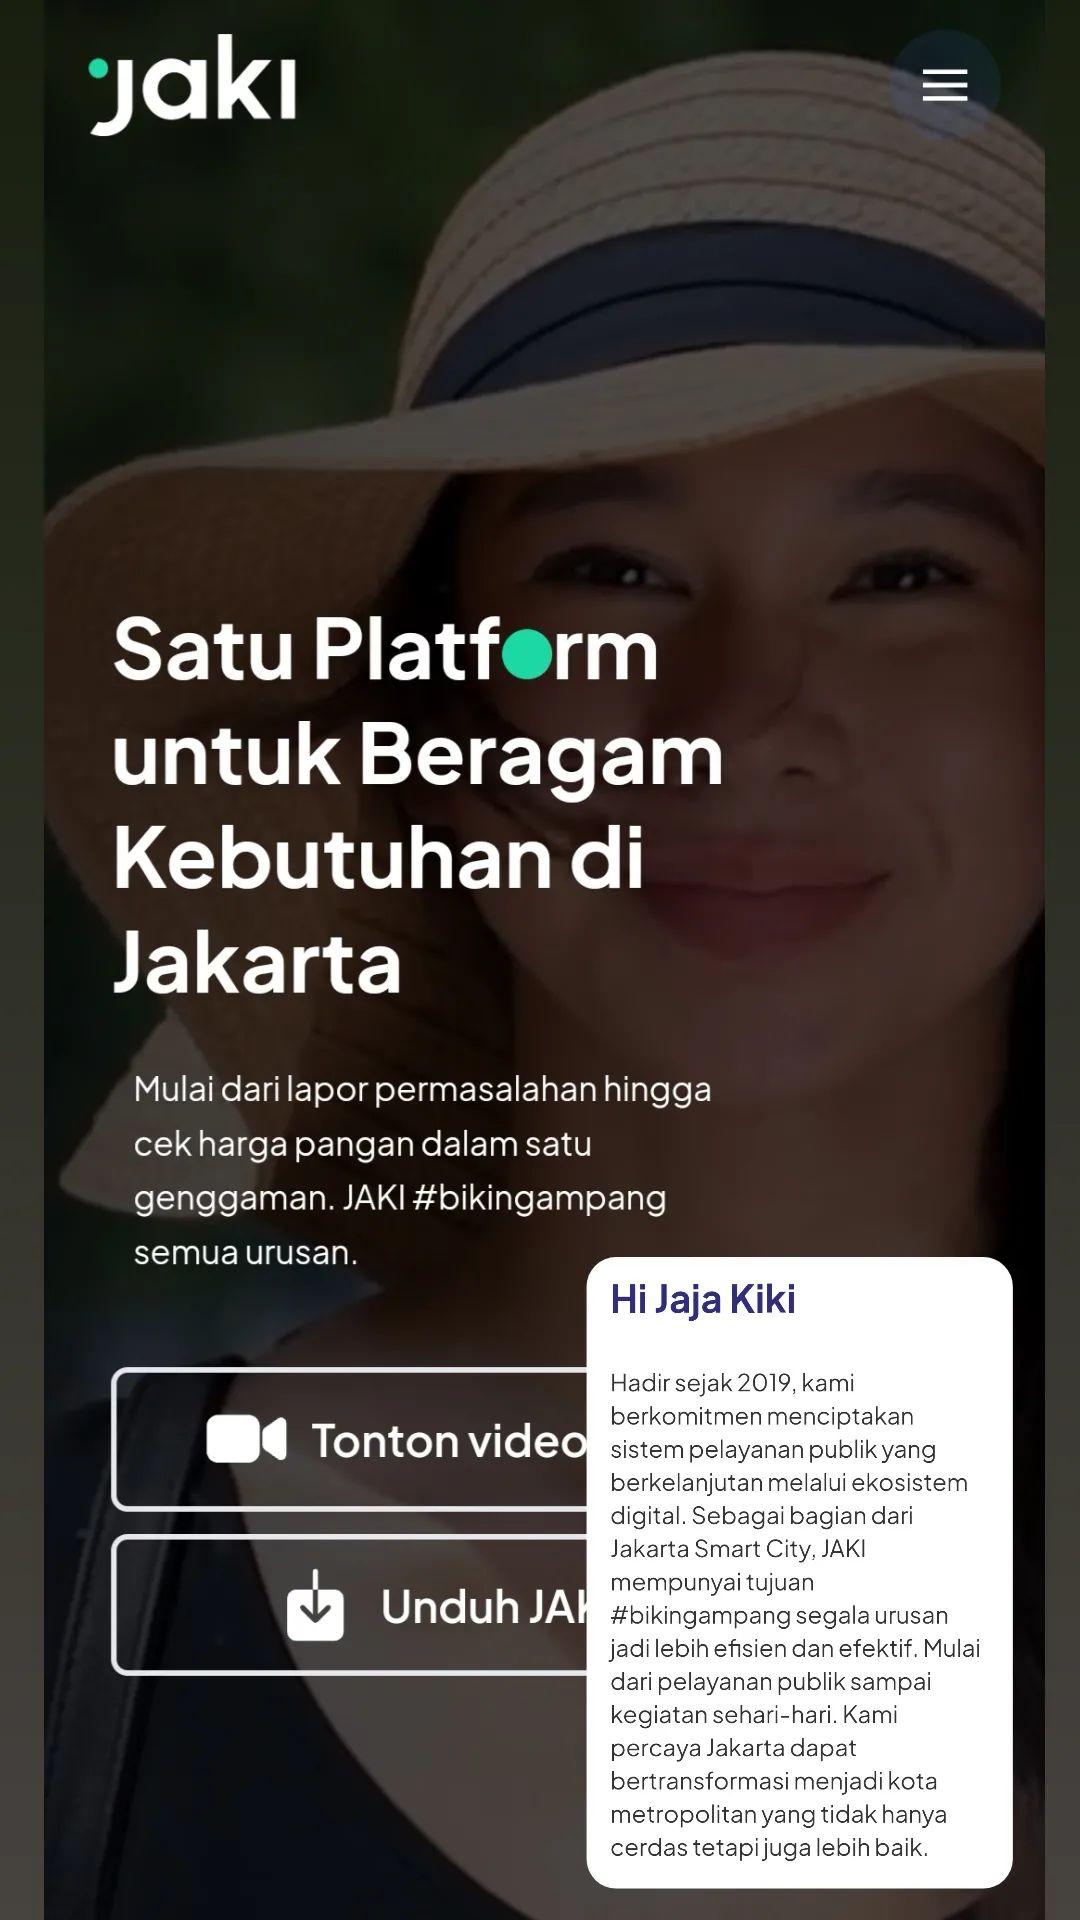 jaki
Satu Platform
untuk Beragam
Kebutuhan di
Jakarta
Mulai dari lapor permasalahan hingga
cek harga pangan dalam satu
genggaman. JAKI #bikingampang
semua urusan.
Tonton video
Unduh JAK
Hi Jaja Kiki
Hadir sejak 2019, kami
berkomitmen menciptakan
sistem pelayanan publik yang
berkelanjutan melalui ekosistem
digital. Sebagai bagian dari
Jakarta Smart City, JAKI
mempunyai tujuan
#bikingampang segala urusan
jadi lebih efisien dan efektif. Mulai
dari pelayanan publik sampai
kegiatan sehari-hari. Kami
percaya Jakarta dapat
bertransformasi menjadi kota
metropolitan yang tidak hanya
cerdas tetapi juga lebih baik.